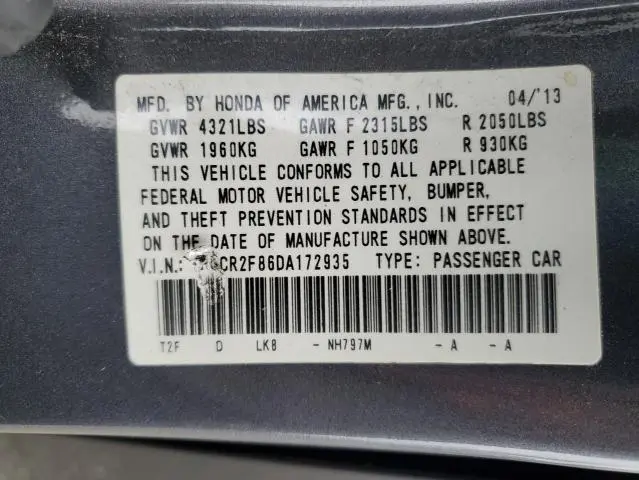 MFD. BY HONDA OF AMERICA MFG., INC. 04/'13
GVWR 4321LBS GAWR F 2315LBS R 2050LBS
GVWR 1960KG GAWR F 1050KG R 930KG
THIS VEHICLE CONFORMS TO ALL APPLICABLE
FEDERAL MOTOR VEHICLE SAFETY, BUMPER,
AND THEFT PREVENTION STANDARDS IN EFFECT
ON THE DATE OF MANUFACTURE SHOWN ABOVE.
V.I.N.: CR2F86DA172935 TYPE: PASSENGER CAR
T2F D LK8 - NH797M - A - A